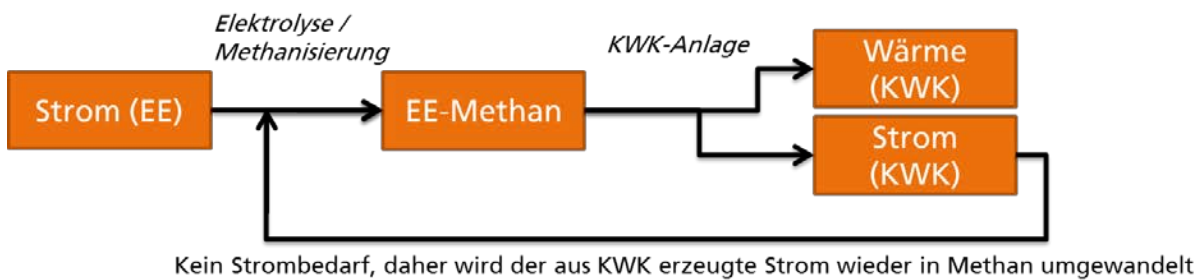 Elektrolyse /
Methanisierung
KWK-Anlage
Strom (EE)
EE-Methan
Wärme
(KWK)
Strom
(KWK)
Kein Strombedarf, daher wird der aus KWK erzeugte Strom wieder in Methan umgewandelt